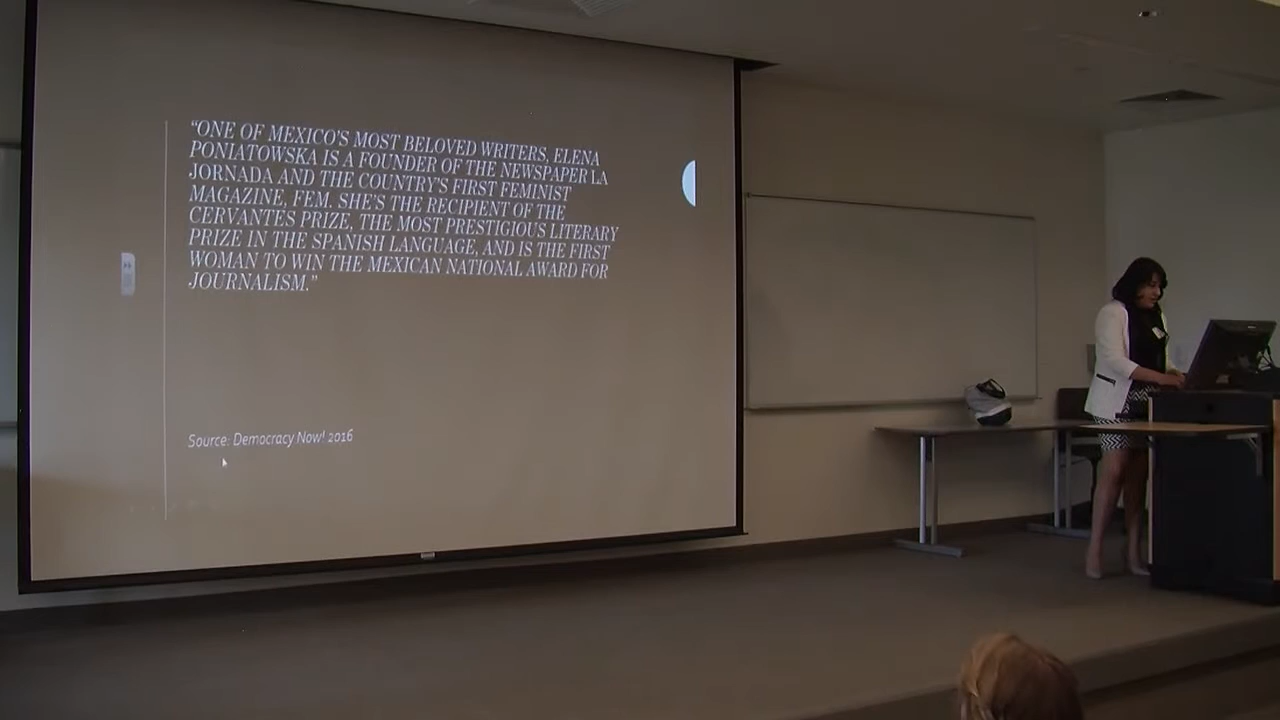 “ONE OF MEXICO’S MOST BELOVED WRITERS, ELENA
PONIATOWSKA IS A FOUNDER OF THE NEWSPAPER LA
JORNADA AND THE COUNTRY’S FIRST FEMINIST
MAGAZINE, FEM. SHE’S THE RECIPIENT OF THE
CERVANTES PRIZE, THE MOST PRESTIGIOUS LITERARY
PRIZE IN THE SPANISH LANGUAGE, AND IS THE FIRST
WOMAN TO WIN THE MEXICAN NATIONAL AWARD FOR
JOURNALISM.”
Source: Democracy Now! 2016